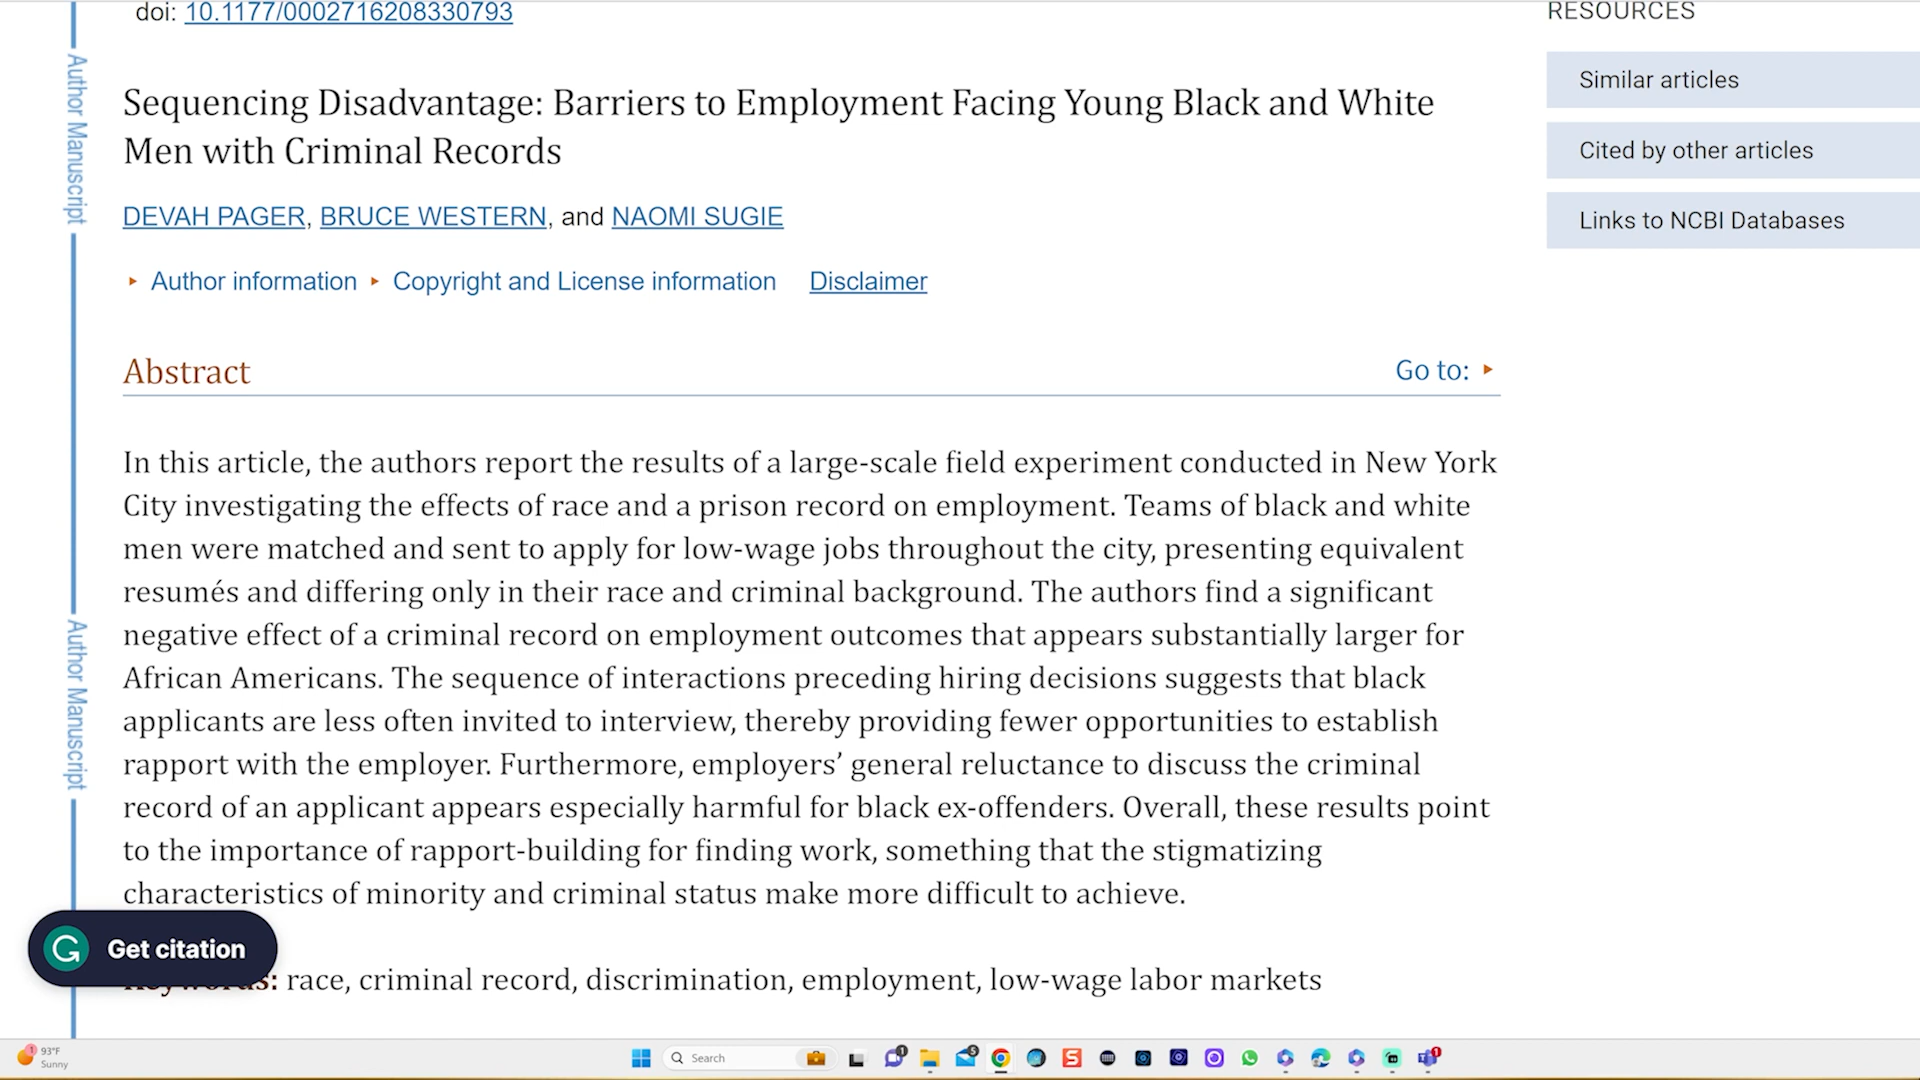 doi: 10.1177/0002716208330793
RESOURCES
Similar articles
Cited by other articles
Links to NCBI Databases
Author Manuscript
Sequencing Disadvantage: Barriers to Employment Facing Young Black and White
Men with Criminal Records
DEVAH PAGER, BRUCE WESTERN, and NAOMI SUGIE
Author information Copyright and License information Disclaimer
Abstract
Go to:
In this article, the authors report the results of a large-scale field experiment conducted in New York
City investigating the effects of race and a prison record on employment. Teams of black and white
men were matched and sent to apply for low-wage jobs throughout the city, presenting equivalent
resumés and differing only in their race and criminal background. The authors find a significant
negative effect of a criminal record on employment outcomes that appears substantially larger for
African Americans. The sequence of interactions preceding hiring decisions suggests that black
applicants are less often invited to interview, thereby providing fewer opportunities to establish
rapport with the employer. Furthermore, employers’ general reluctance to discuss the criminal
record of an applicant appears especially harmful for black ex-offenders. Overall, these results point
to the importance of rapport-building for finding work, something that the stigmatizing
characteristics of minority and criminal status make more difficult to achieve.
Author Manuscript
Get citation
Keywords: race, criminal record, discrimination, employment, low-wage labor markets
1
93°F
Sunny
Search
1
5
S
1